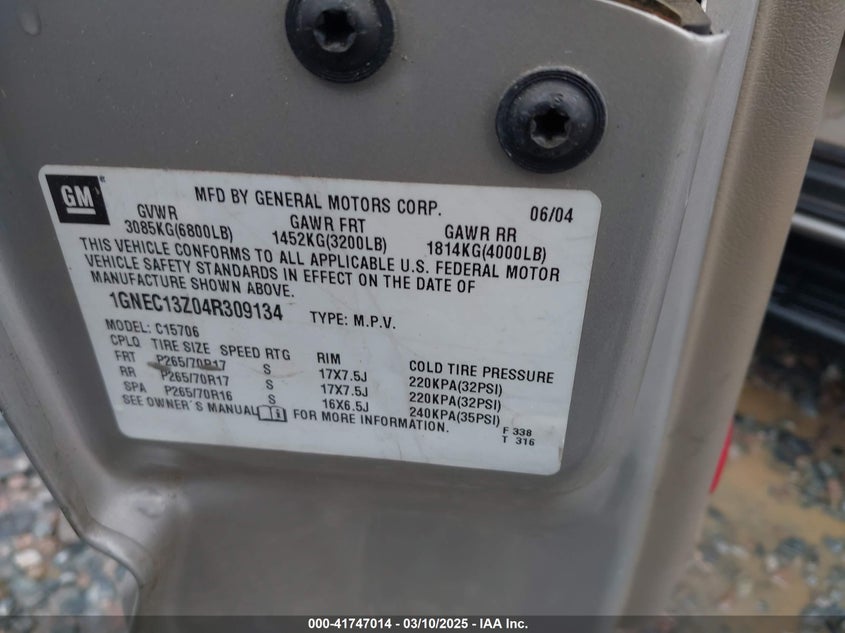 GM
MFD BY GENERAL MOTORS CORP. 06/04
GVWR GAWR FRT GAWR RR
3085KG(6800LB) 1452KG(3200LB) 1814KG(4000LB)
THIS VEHICLE CONFORMS TO ALL APPLICABLE U.S. FEDERAL MOTOR
VEHICLE SAFETY STANDARDS IN EFFECT ON THE DATE OF
MANUFACTURE SHOWN ABOVE.
1GNEC13Z04R309134 TYPE: M.P.V.
MODEL: C15706
CPLQ TIRE SIZE SPEED RTG RIM COLD TIRE PRESSURE
FRT P265/70R17 S 17X7.5J 220KPA(32PSI)
RR P265/70R17 S 17X7.5J 220KPA(32PSI)
SPA P265/70R16 S 16X6.5J 240KPA(35PSI)
SEE OWNER'S MANUAL FOR MORE INFORMATION.
F 338
T 316
000-41747014 — 03/10/2025 — IAA Inc.